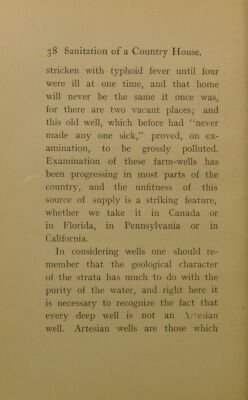 38 Sanitation of a Country House.
stricken with typhoid fever until four
were ill at one time, and that home
will never be the same it once was,
for there are two vacant places; and
this old well, which before had "never
made any one sick," proved, on ex-
amination, to be grossly polluted.
Examination of these farm-wells has
been progressing in most parts of the
country, and the unfitness of this
source of supply is a striking feature,
whether we take it in Canada or
in Florida, in Pennsylvania or in
California.
In considering wells one should re-
member that the geological character
of the strata has much to do with the
purity of the water, and right here it
is necessary to recognize the fact that
every deep well is not an Artesian
well. Artesian wells are those which